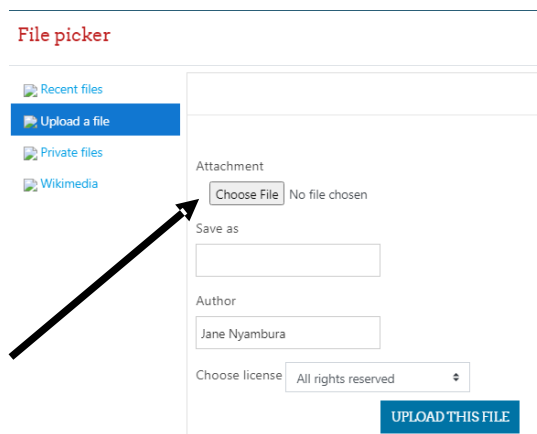 File picker
Recent files
Upload a file
Private files
Wikimedia
Attachment
Choose File No file chosen
Save as
Author
Jane Nyambura
Choose license All rights reserved
UPLOAD THIS FILE